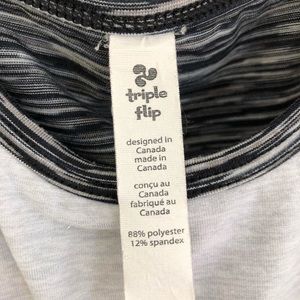 triple
flip
designed in
Canada
made in
Canada
conçu au
Canada
fabriqué au
Canada
88% polyester
12% spandex